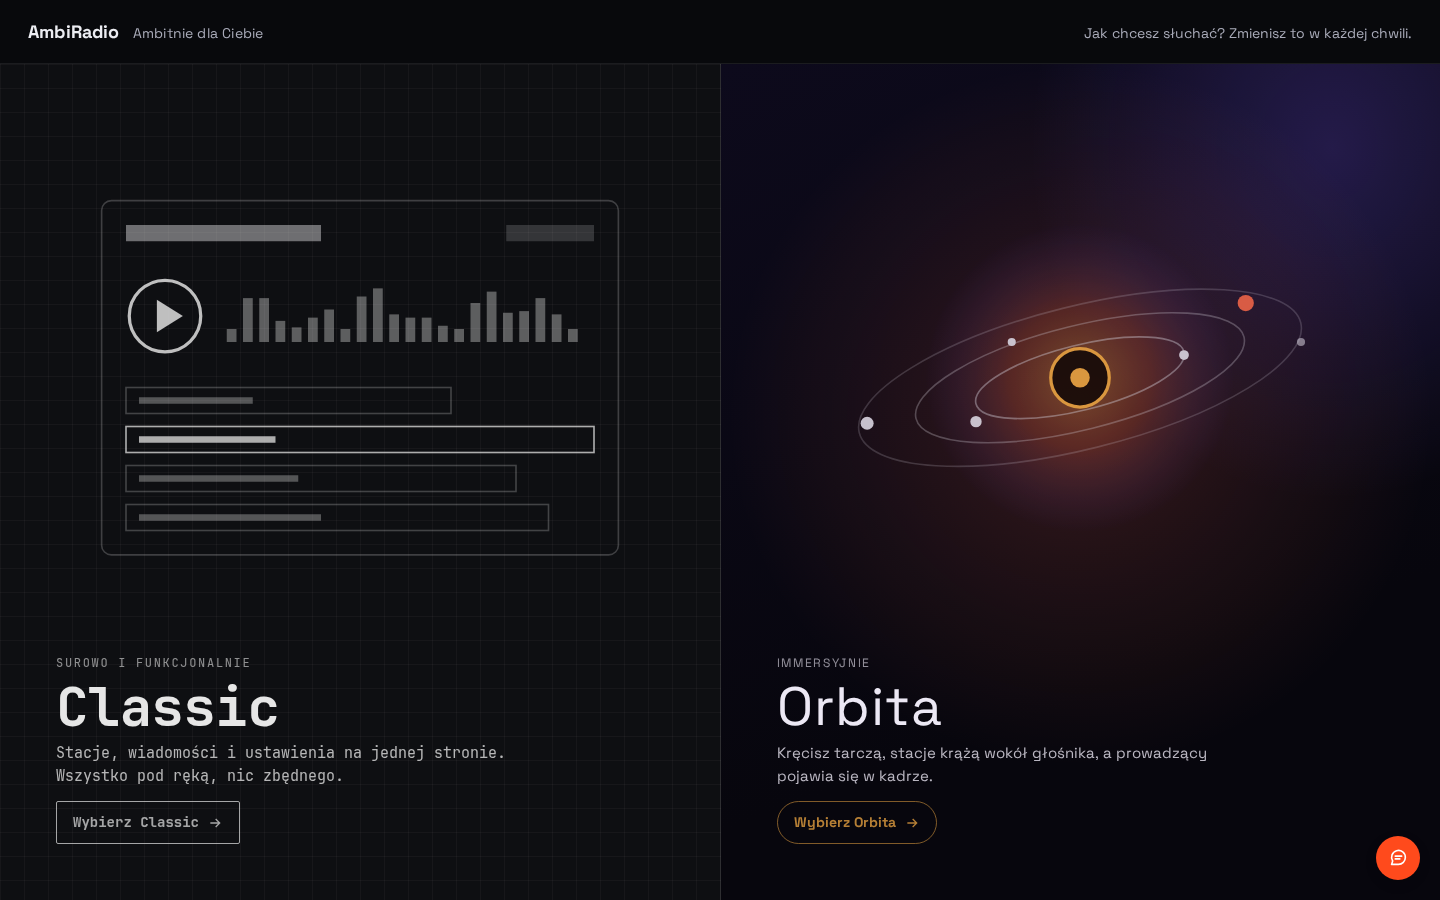 AmbiRadio Ambitnie dla Ciebie
Jak chcesz słuchać? Zmienisz to w każdej chwili.
SUROWO I FUNKCJONALNIE
Classic
Stacje, wiadomości i ustawienia na jednej stronie.
Wszystko pod ręką, nic zbędnego.
Wybierz Classic →
IMMERSYJNIE
Orbita
Kręcisz tarczą, stacje krążą wokół głośnika, a prowadzący
pojawia się w kadrze.
Wybierz Orbita →